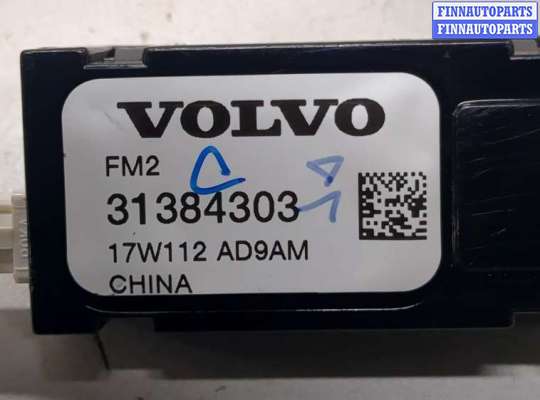 FINNAUTOPARTS
FINNAUTOPARTS
VOLVO
FM2
31384303
17W112 AD9AM
CHINA